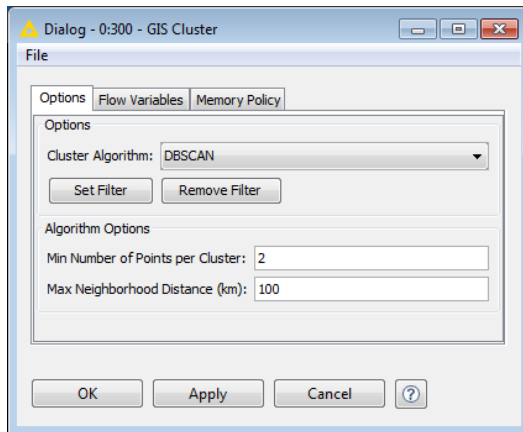 Dialog - 0:300 - GIS Cluster
File
Options Flow Variables Memory Policy
Options
Cluster Algorithm: DBSCAN
Set Filter Remove Filter
Algorithm Options
Min Number of Points per Cluster: 2
Max Neighborhood Distance (km): 100
OK Apply Cancel ?